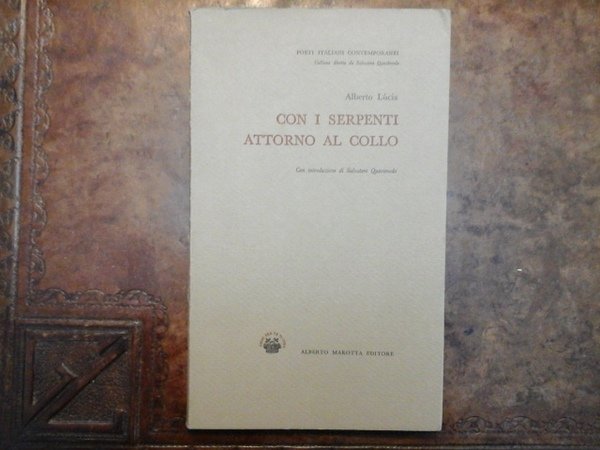 POETI ITALIANI CONTEMPORANEI
Collana diretta da Salvatore Quasimodo
Alberto Lùcia
CON I SERPENTI
ATTORNO AL COLLO
Con introduzione di Salvatore Quasimodo
ALBERTO MAROTTA EDITORE